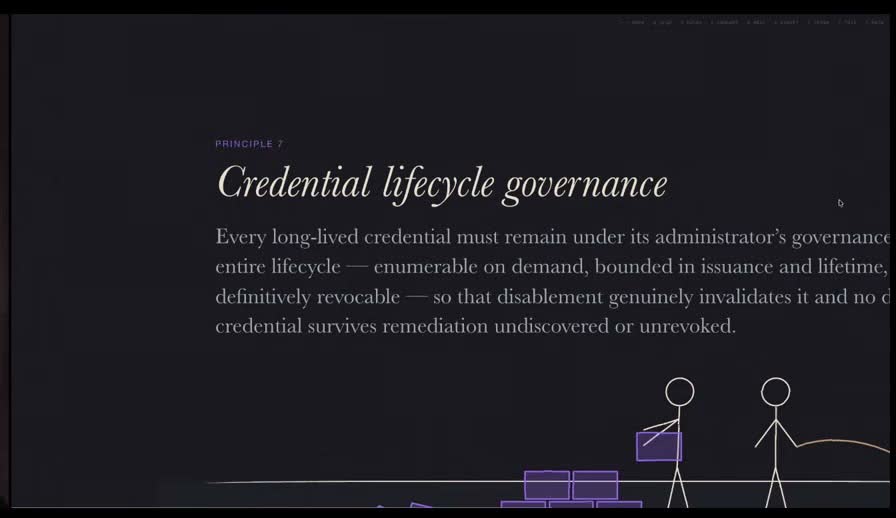 PRINCIPLE 7
Credential lifecycle governance
Every long-lived credential must remain under its administrator’s governance
entire lifecycle — enumerable on demand, bounded in issuance and lifetime,
definitively revocable — so that disablement genuinely invalidates it and no
credential survives remediation undiscovered or unrevoked.